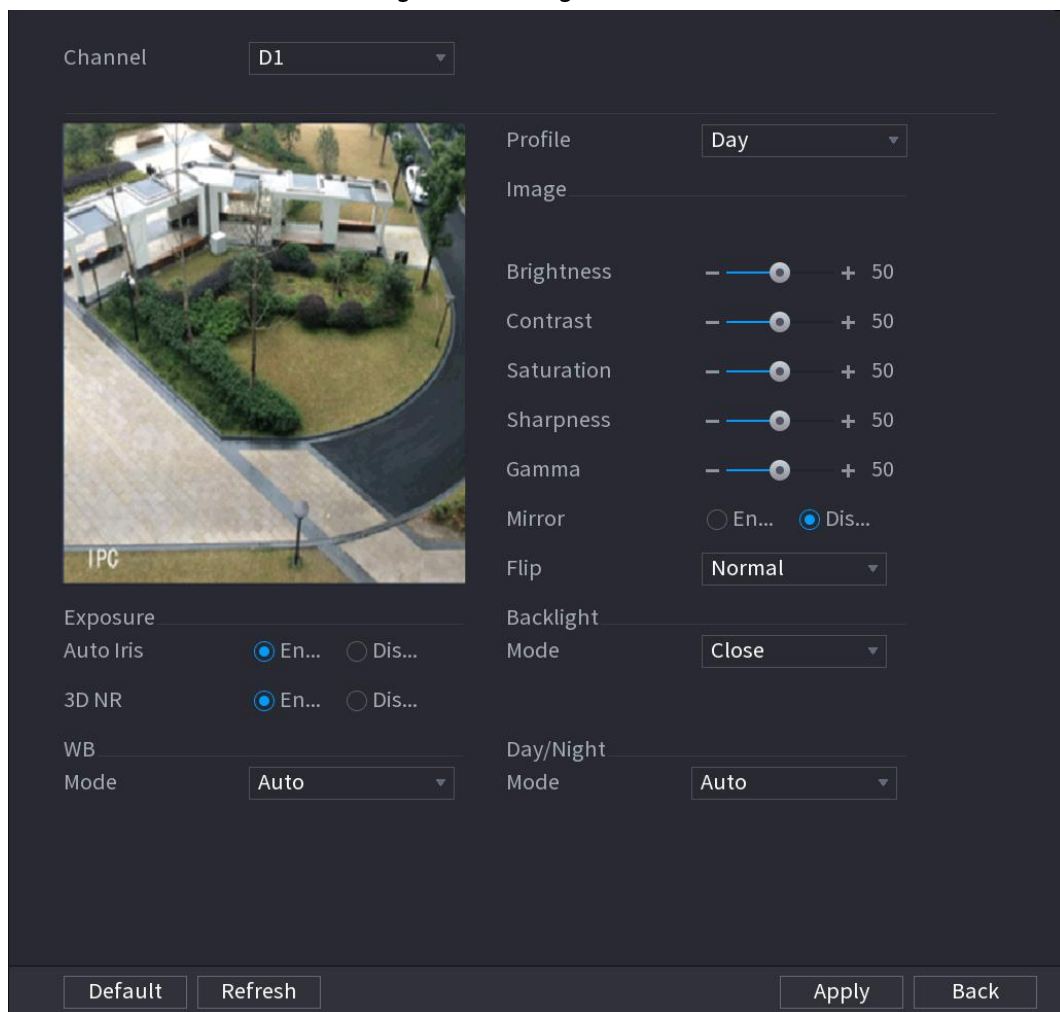 Channel D1
Profile Day
Image
Brightness 50
Contrast 50
Saturation 50
Sharpness 50
Gamma 50
Mirror En... Dis...
IPC
Flip Normal
Exposure
Auto Iris En... Dis...
3D NR En... Dis...
Backlight
Mode Close
WB
Mode Auto
Day/Night
Mode Auto
Default Refresh Apply Back